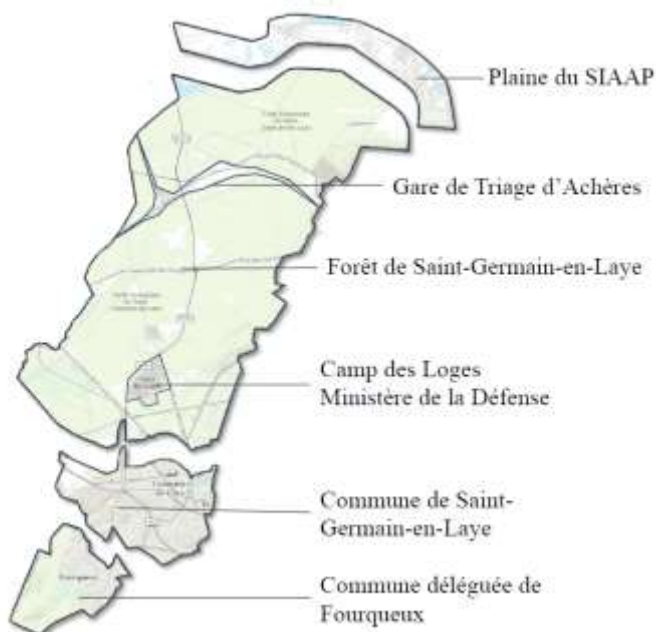 Plaine du SIAAP
Gare de Triage d'Achères
Forêt de Saint-Germain-en-Laye
Camp des Loges
Ministère de la Défense
Commune de Saint-
Germain-en-Laye
Fourqueux
Commune déléguée de
Fourqueux